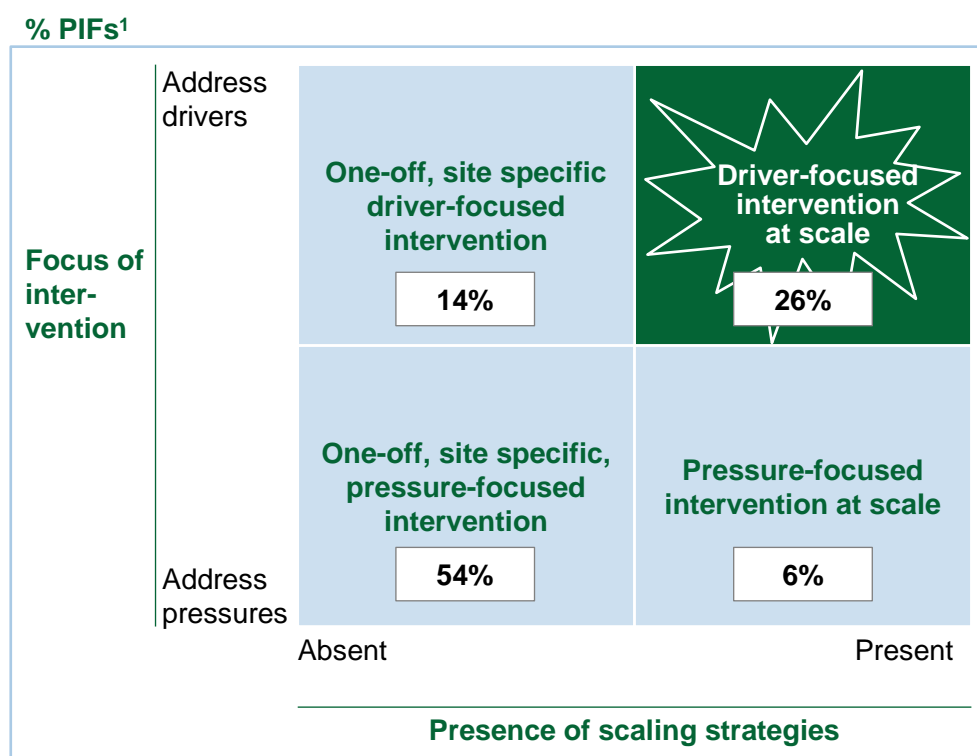 % PIFs¹
Address
drivers
One-off, site specific
driver-focused
intervention
14%
Driver-focused
intervention
at scale
26%
Focus of
inter-
vention
One-off, site specific,
pressure-focused
intervention
54%
Pressure-focused
intervention at scale
6%
Address
pressures
Absent
Present
Presence of scaling strategies